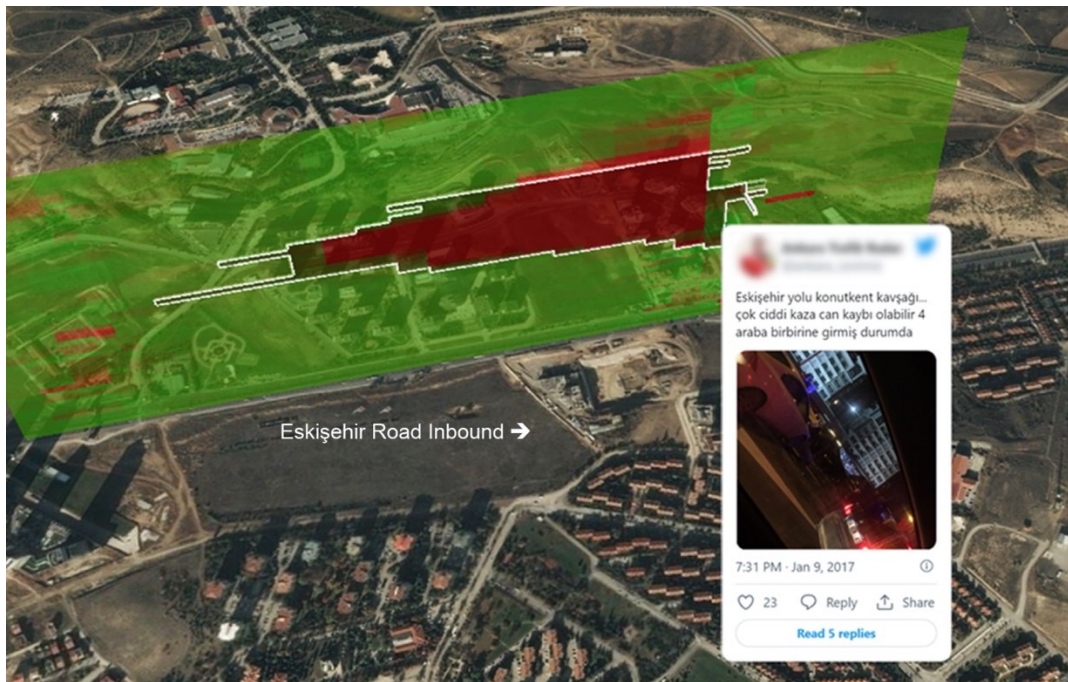 Eskişehir yolu konutkent kavşağı...
çok ciddi kaza can kaybı olabilir 4
araba birbirine girmiş durumda
Eskişehir Road Inbound →
7:31 PM · Jan 9, 2017
23 Reply Share
Read 5 replies